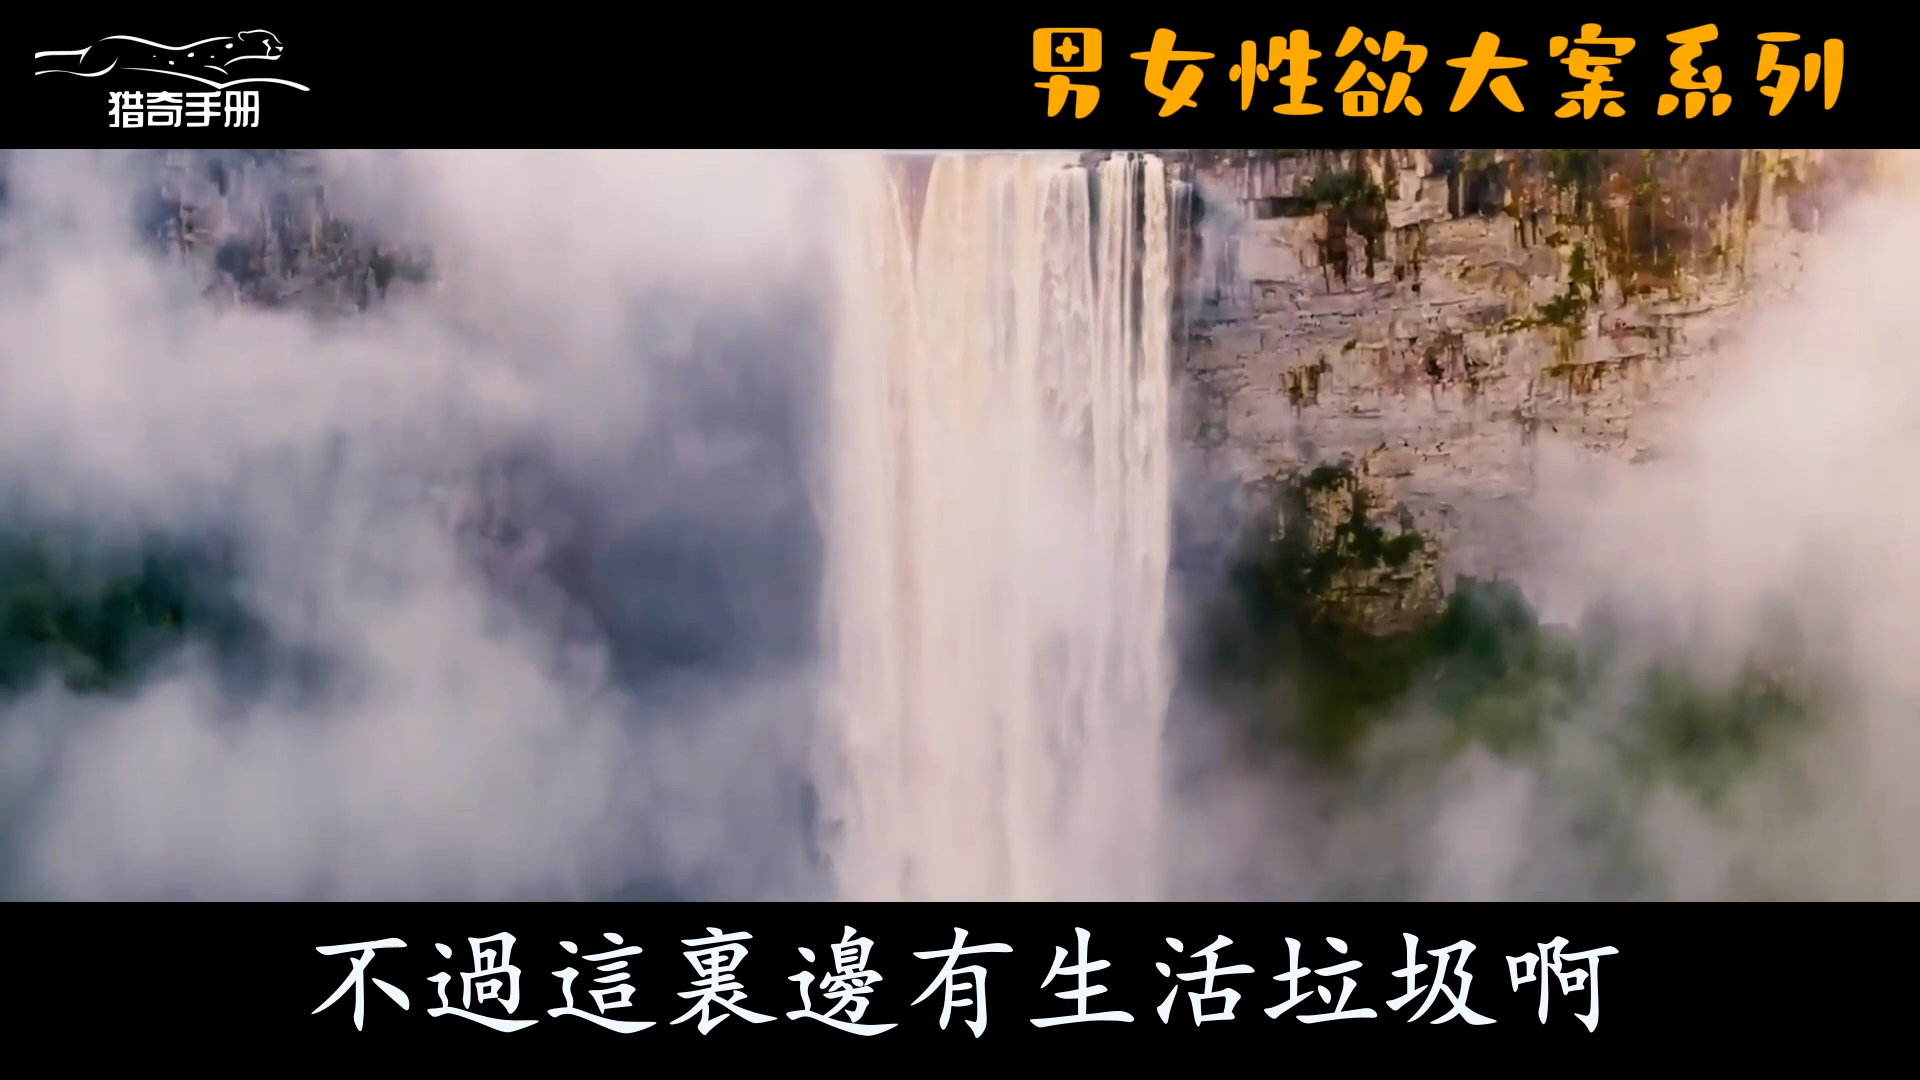 猎奇手册
男女性欲大案系列
不過這裏邊有生活垃圾啊